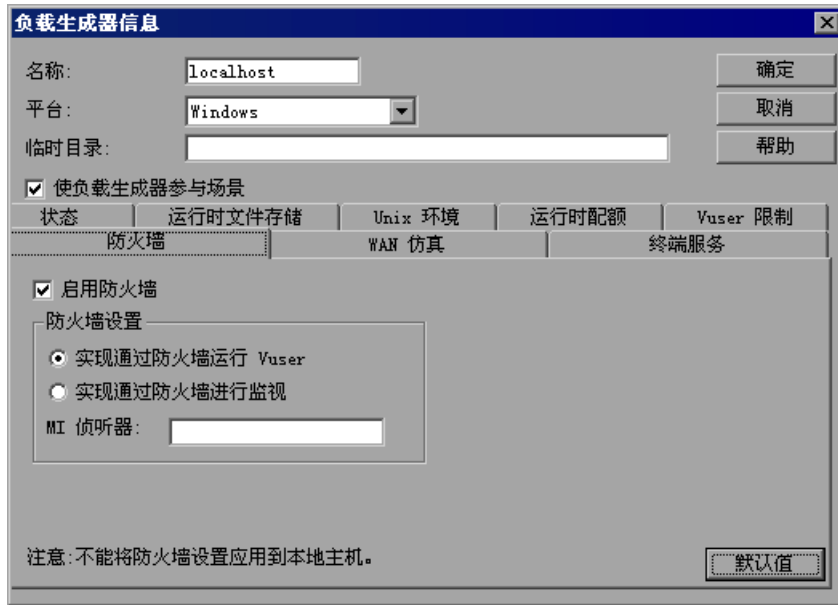 负载生成器信息
名称: localhost 确定
平台: Windows 取消
临时目录: 帮助
使负载生成器参与场景
状态 运行时文件存储 Unix 环境 运行时配额 Vuser 限制
防火墙 WAN 仿真 终端服务
启用防火墙
防火墙设置
实现通过防火墙运行 Vuser
实现通过防火墙进行监视
MI 侦听器:
注意:不能将防火墙设置应用到本地主机。 默认值